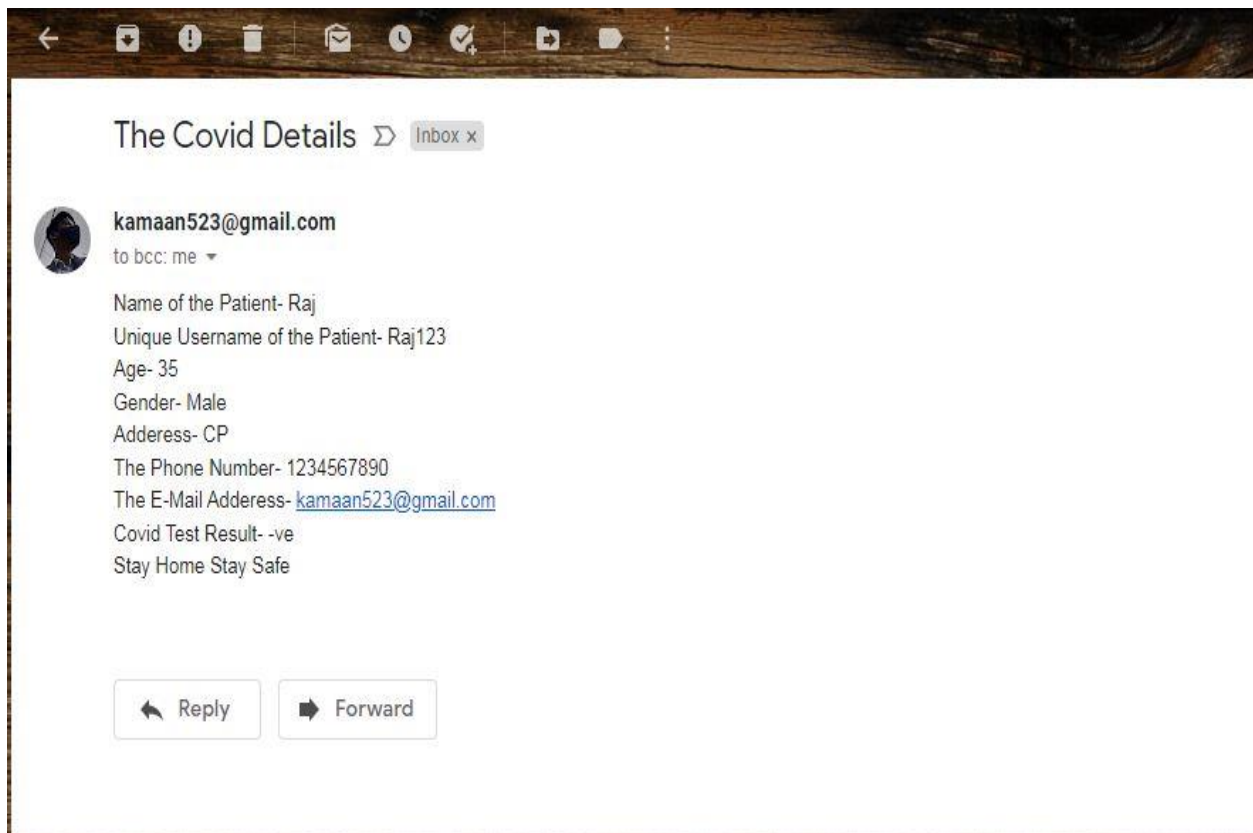 The Covid Details Inbox x
kamaan523@gmail.com
to bcc: me
Name of the Patient- Raj
Unique Username of the Patient- Raj123
Age- 35
Gender- Male
Adderess- CP
The Phone Number- 1234567890
The E-Mail Adderess- kamaan523@gmail.com
Covid Test Result- -ve
Stay Home Stay Safe
Reply Forward